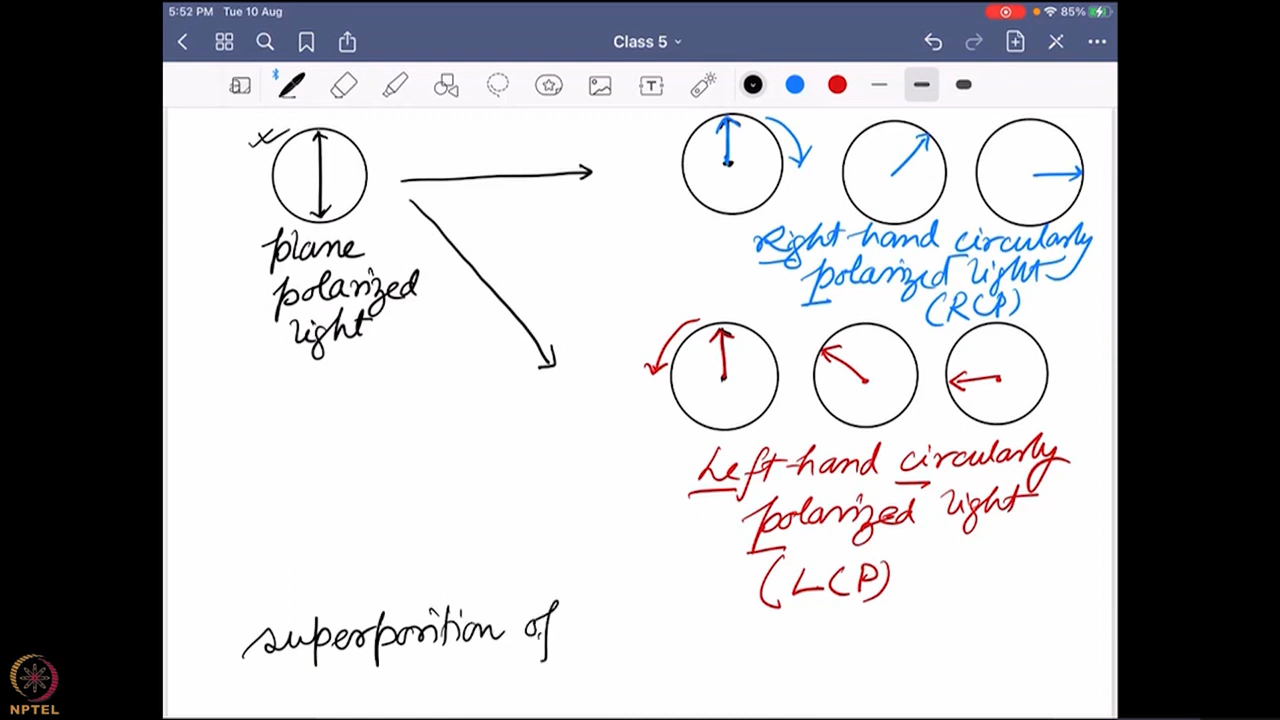 5:52 PM Tue 10 Aug
85%
Class 5
T
plane
polarized
light
Right-hand circularly
polarized light
(RCP)
Left-hand circularly
polarized light
(LCP)
superposition of
NPTEL